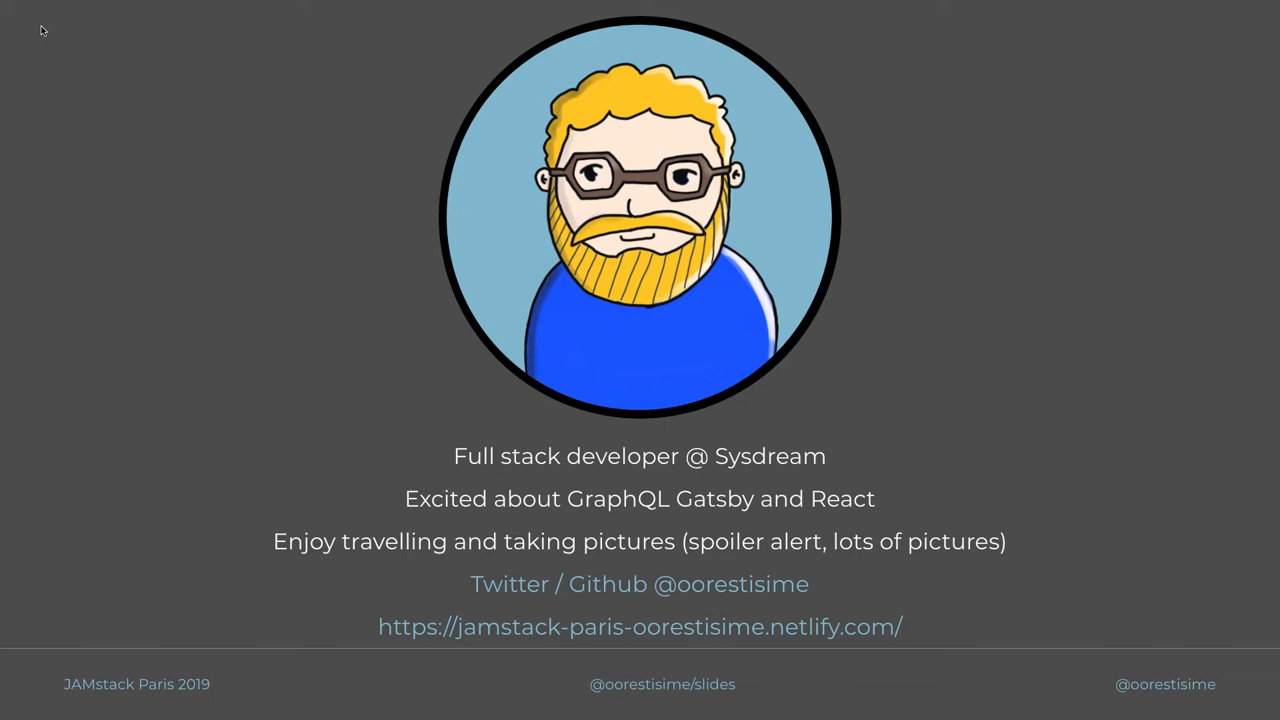 Full stack developer @ Sysdream
Excited about GraphQL Gatsby and React
Enjoy travelling and taking pictures (spoiler alert, lots of pictures)
Twitter / Github @oorestisime
https://jamstack-paris-oorestisime.netlify.com/
JAMstack Paris 2019
@oorestisime/slides
@oorestisime